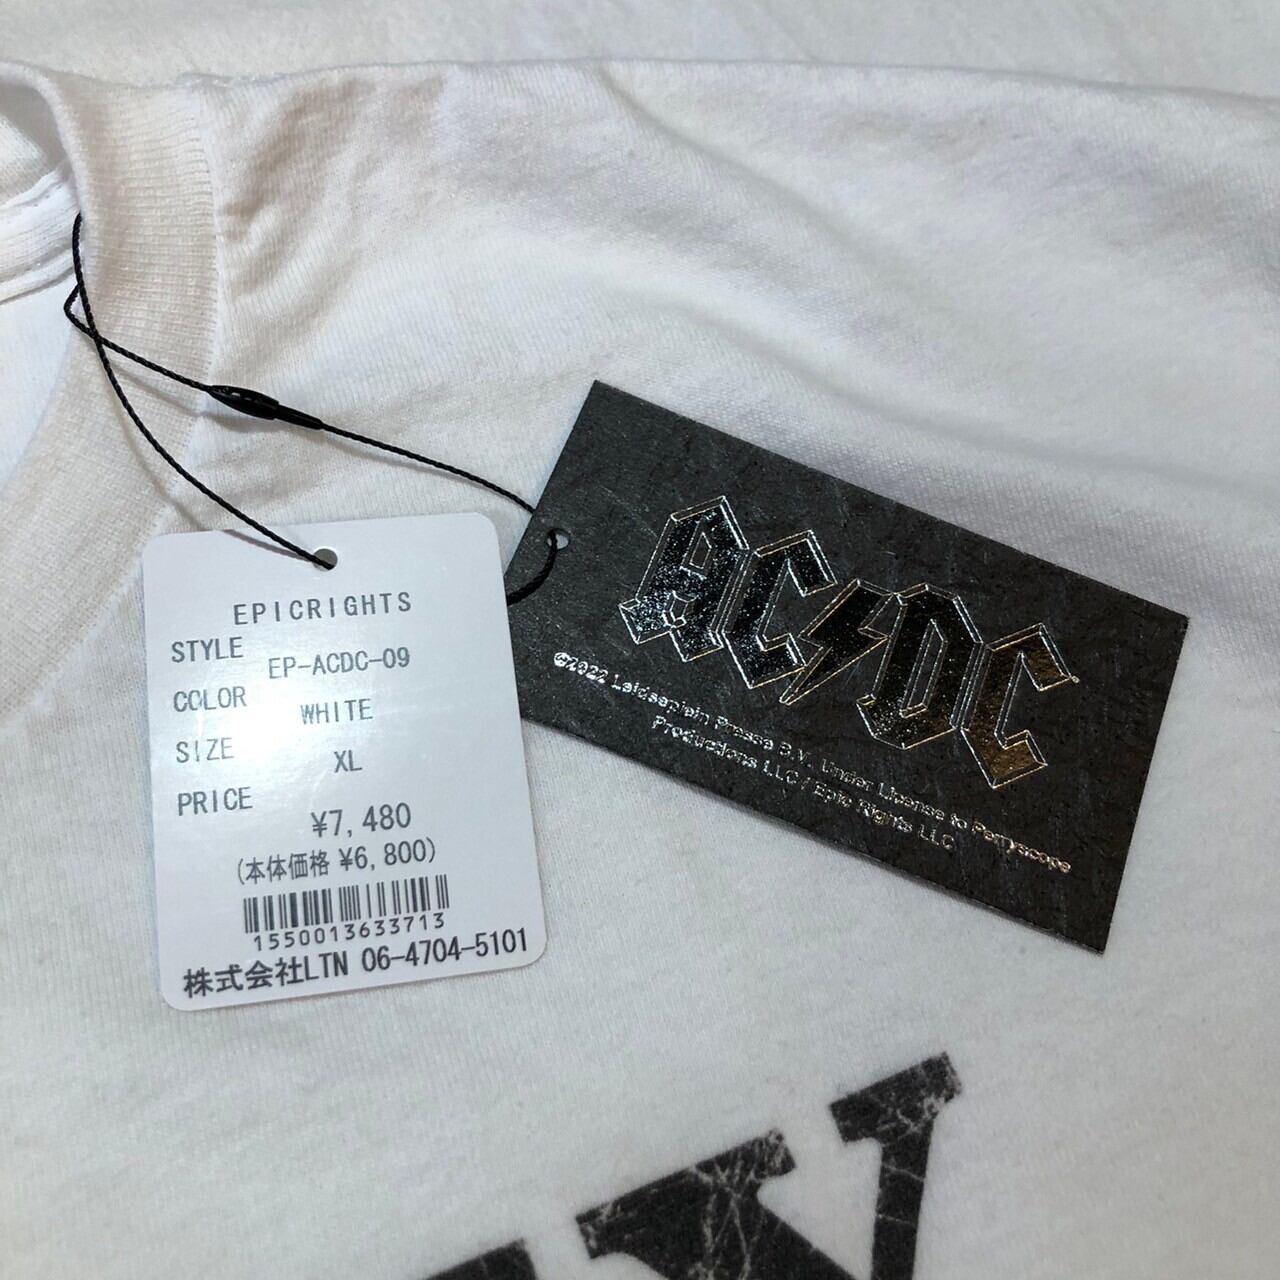 EPICRIGHTS
STYLE EP-ACDC-09
COLOR WHITE
SIZE XL
PRICE ¥7,480
(本体価格 ¥6,800)
1550013633713
株式会社LTN 06-4704-5101
AC/DC
©2022 Leidseplein Presse B.V. Under License to Perryscope
Productions LLC / Epic Rights LLC